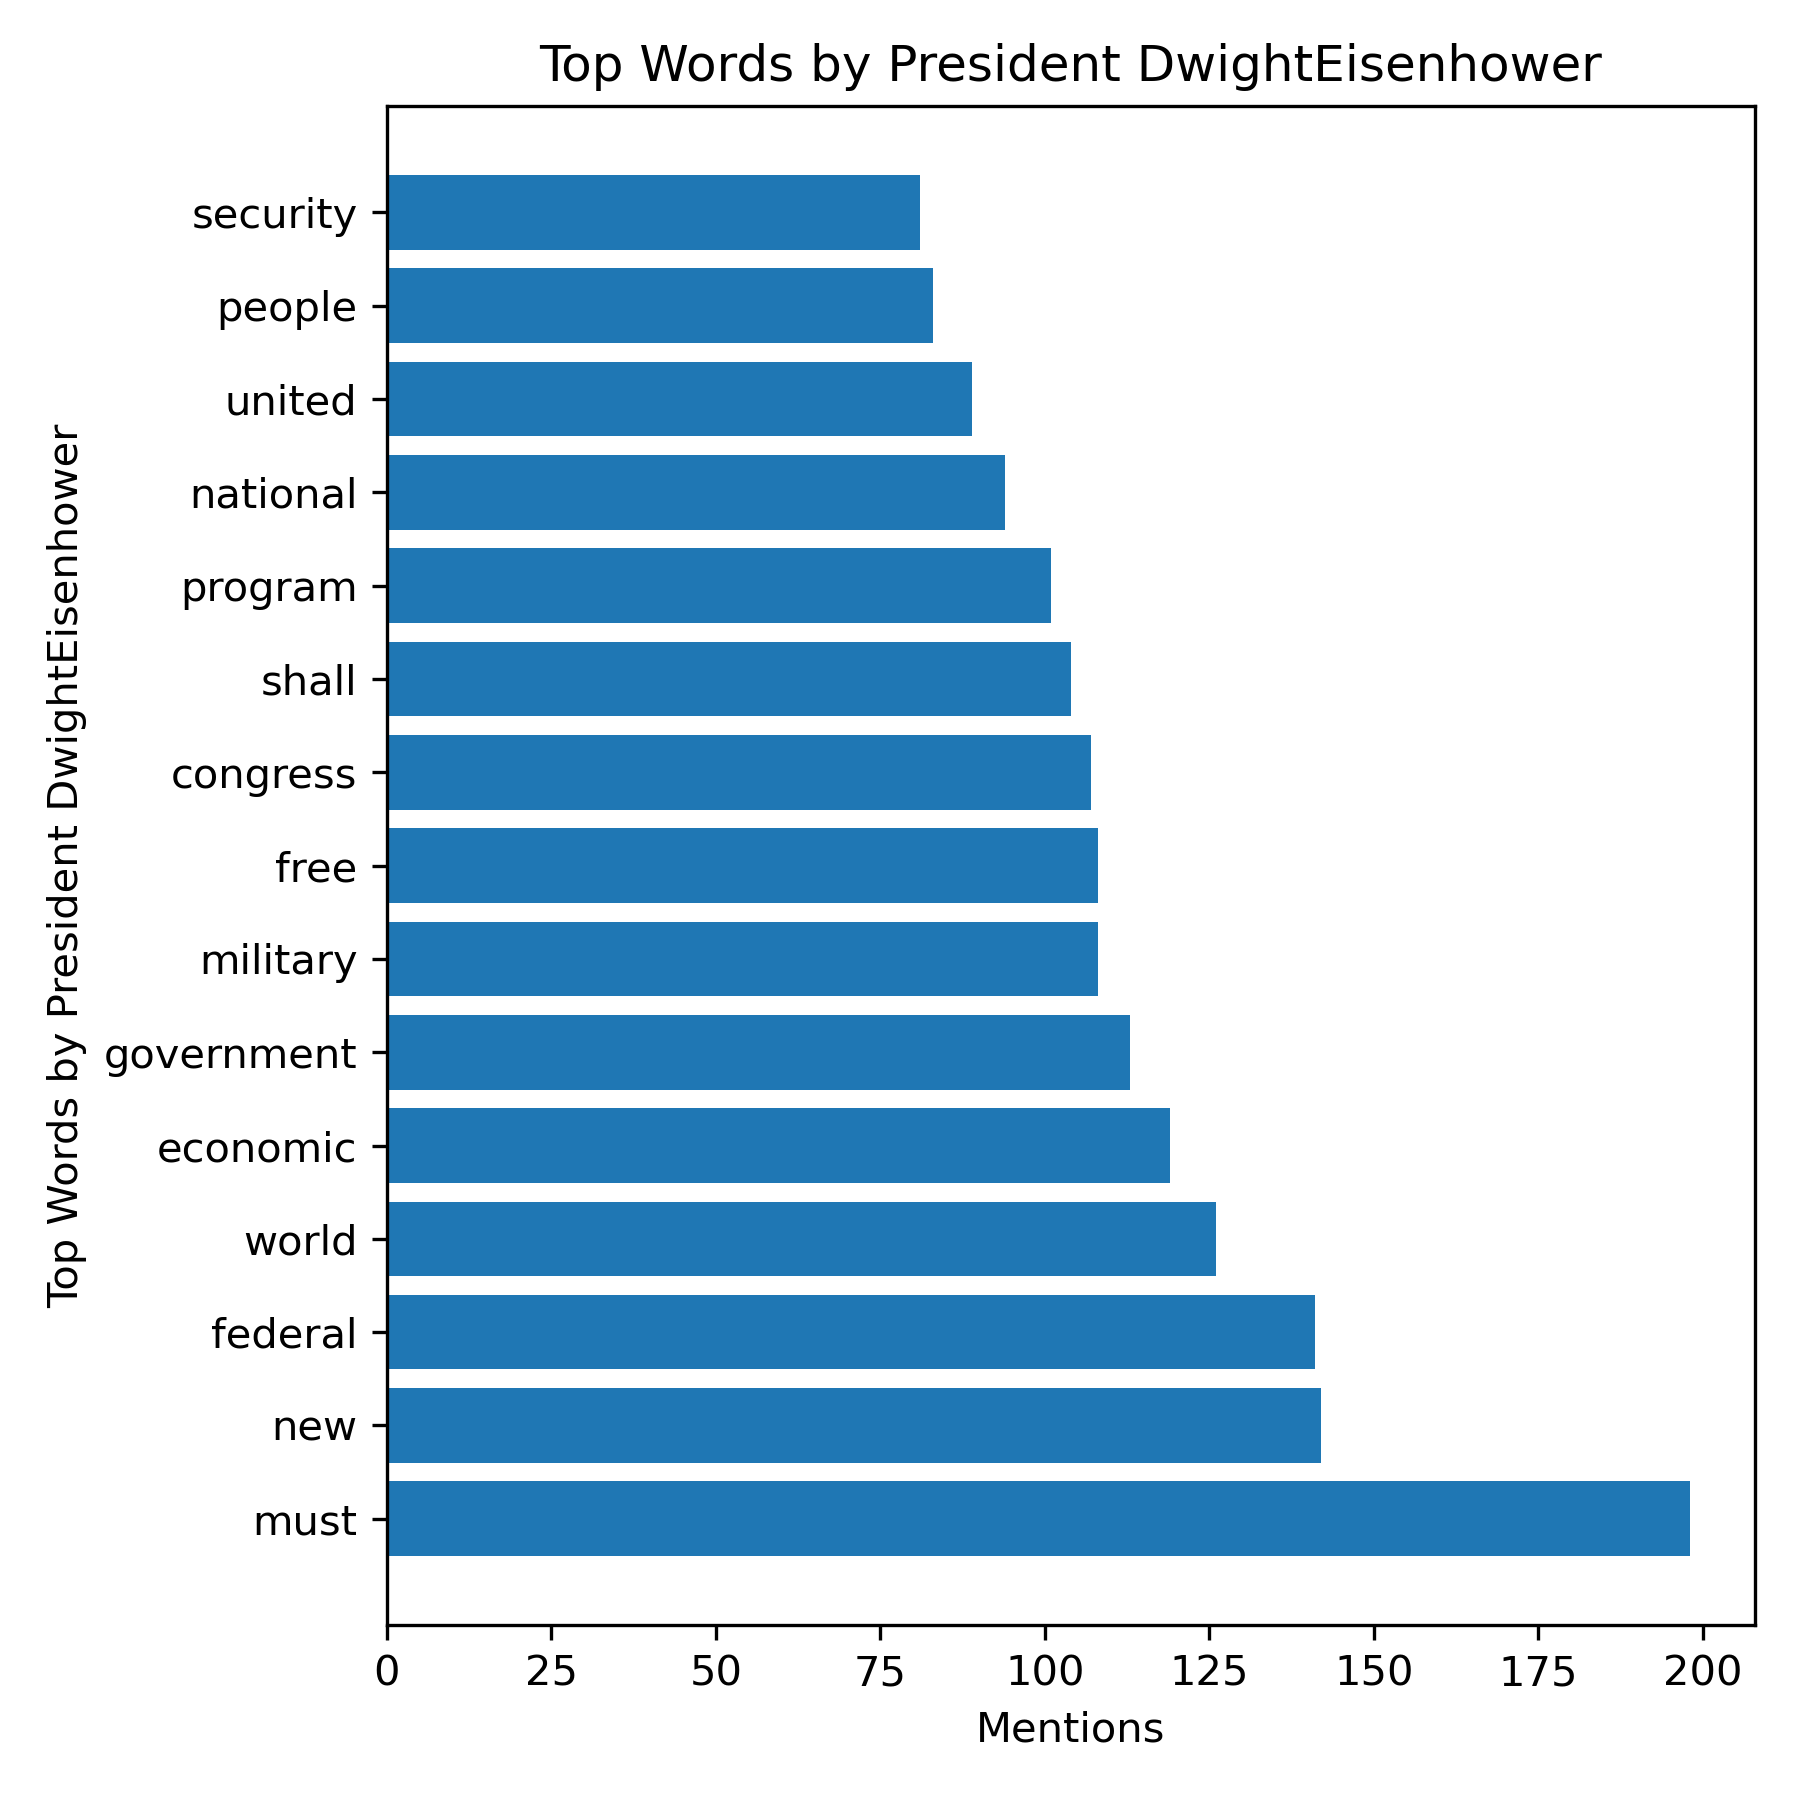 Top Words by President DwightEisenhower
Top Words by President DwightEisenhower
security
people
united
national
program
shall
congress
free
military
government
economic
world
federal
new
must
0 25 50 75 100 125 150 175 200
Mentions